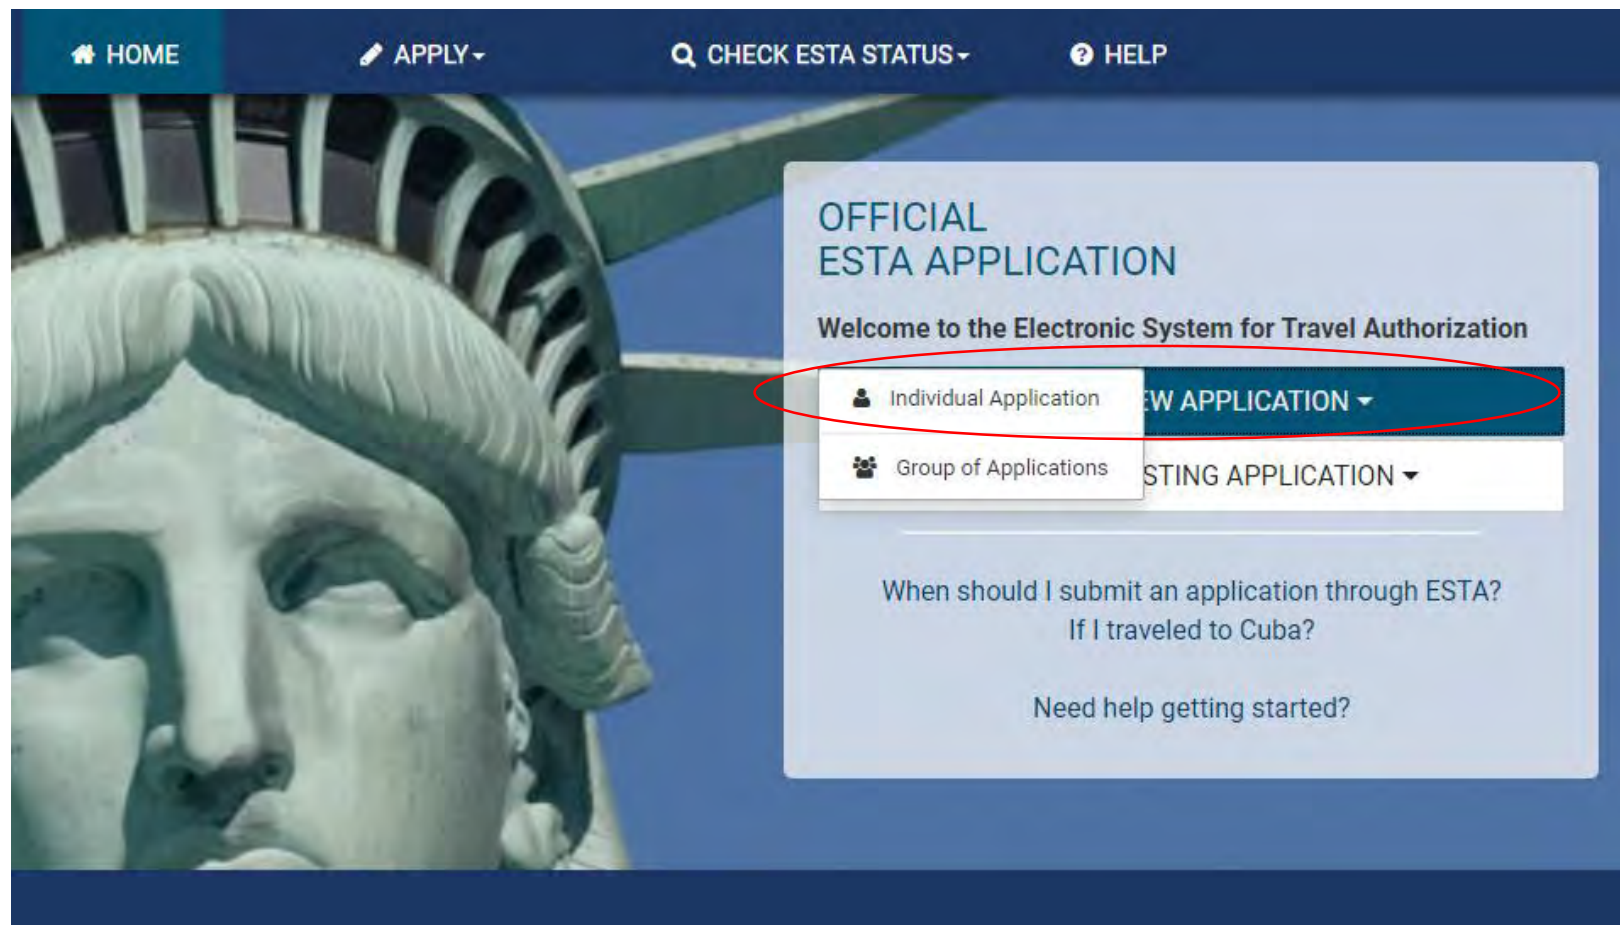 HOME
APPLY
CHECK ESTA STATUS
HELP
OFFICIAL
ESTA APPLICATION
Welcome to the Electronic System for Travel Authorization
Individual Application
EW APPLICATION
Group of Applications
STING APPLICATION
When should I submit an application through ESTA?
If I traveled to Cuba?
Need help getting started?